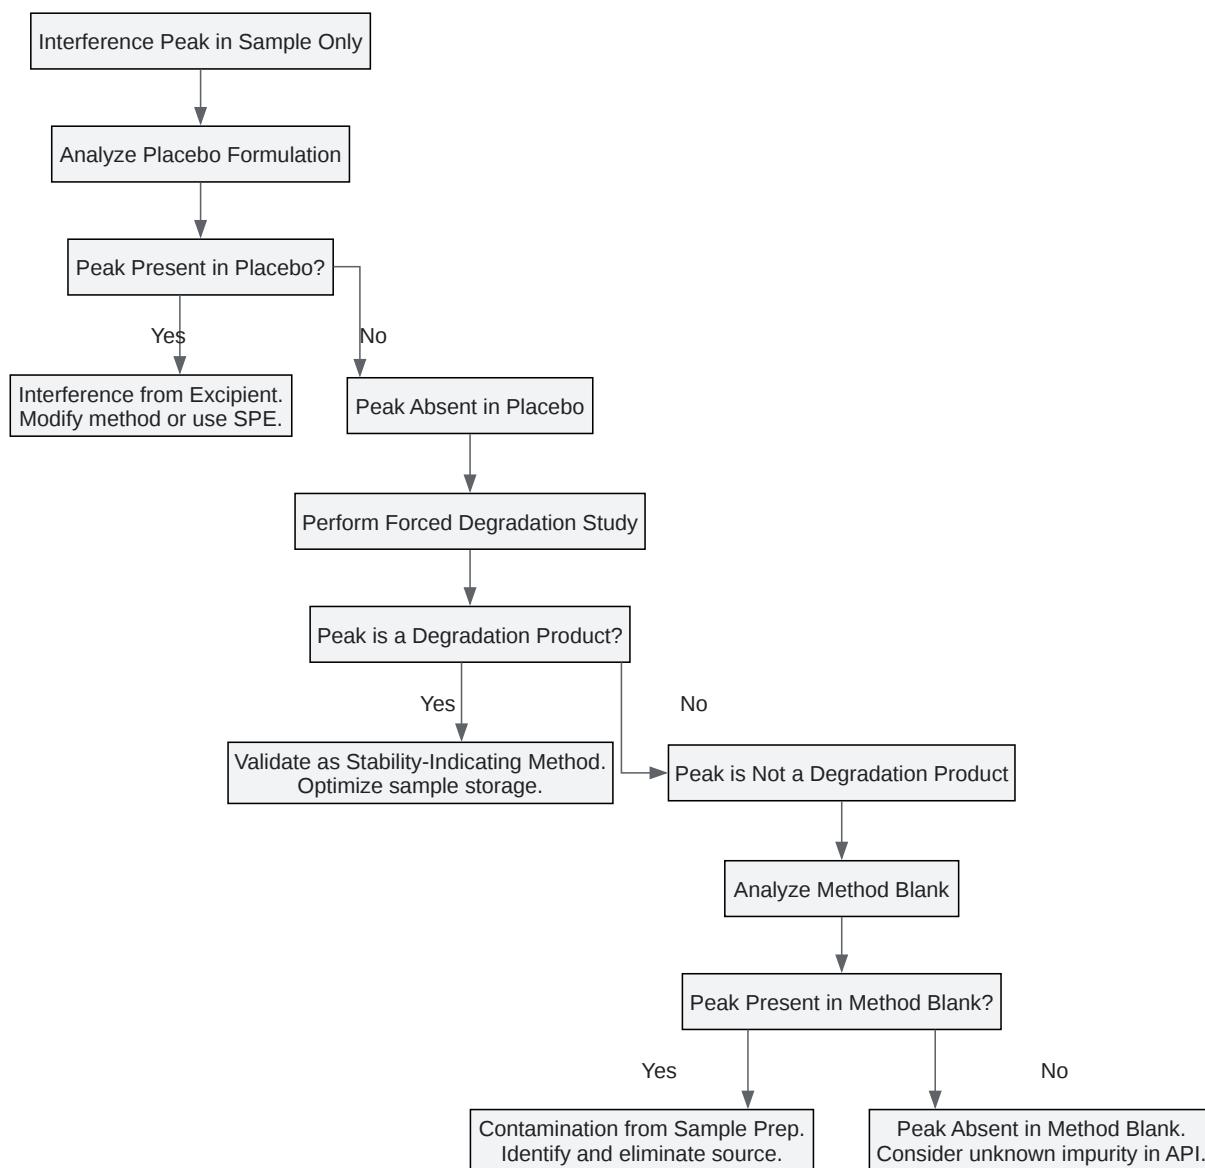 Interference Peak in Sample Only
Analyze Placebo Formulation
Peak Present in Placebo?
Yes
No
Interference from Excipient.
Modify method or use SPE.
Peak Absent in Placebo
Perform Forced Degradation Study
Peak is a Degradation Product?
Yes
No
Validate as Stability-Indicating Method.
Optimize sample storage.
Peak is Not a Degradation Product
Analyze Method Blank
Peak Present in Method Blank?
Yes
No
Contamination from Sample Prep.
Identify and eliminate source.
Peak Absent in Method Blank.
Consider unknown impurity in API.